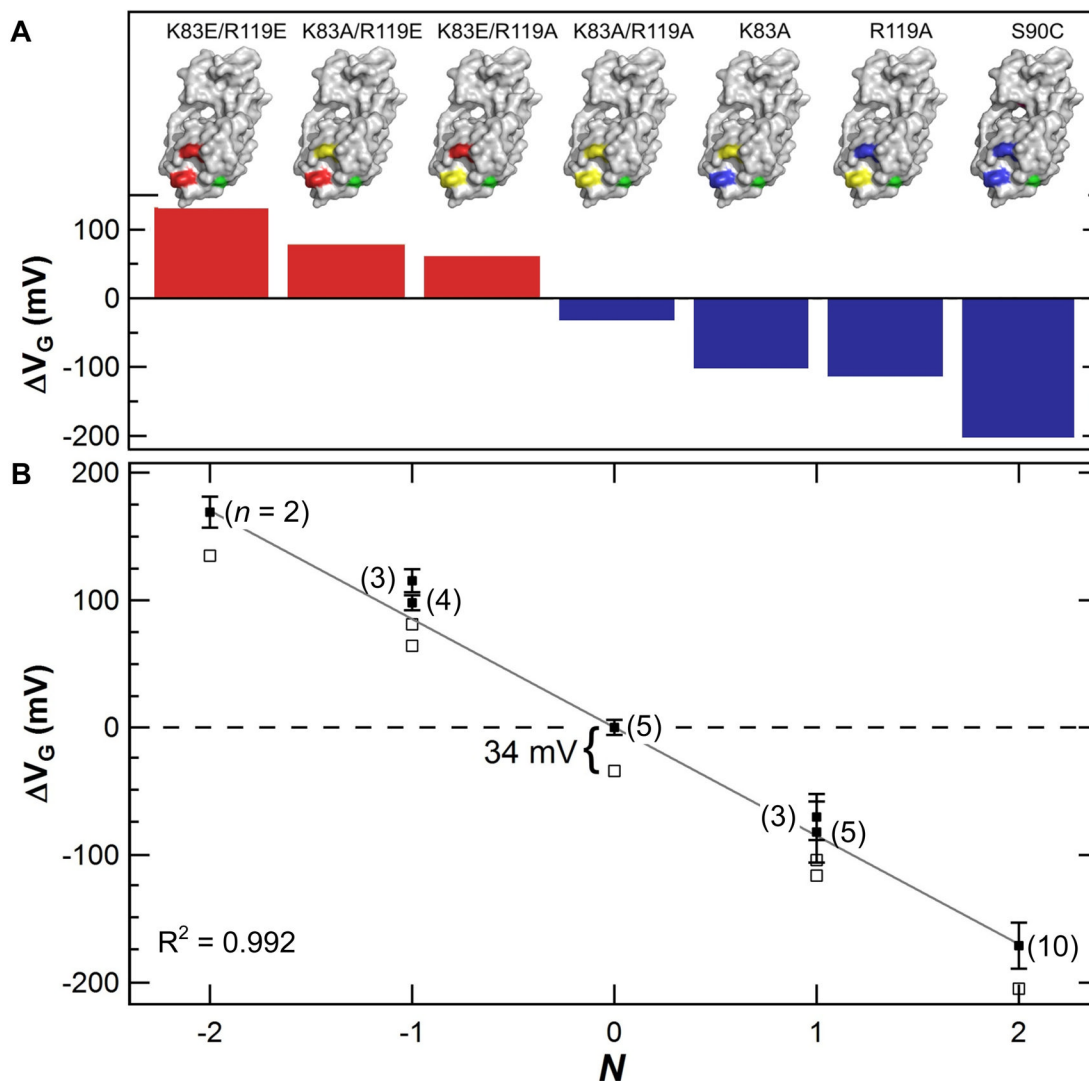 A
K83E/R119E K83A/R119E K83E/R119A K83A/R119A K83A R119A S90C
100
0
-100
-200
ΔV_G (mV)
B
200
100
0
-100
-200
ΔV_G (mV)
(n = 2)
(3) (4)
(5)
34 mV {
(3) (5)
(10)
R² = 0.992
-2 -1 0 1 2
N